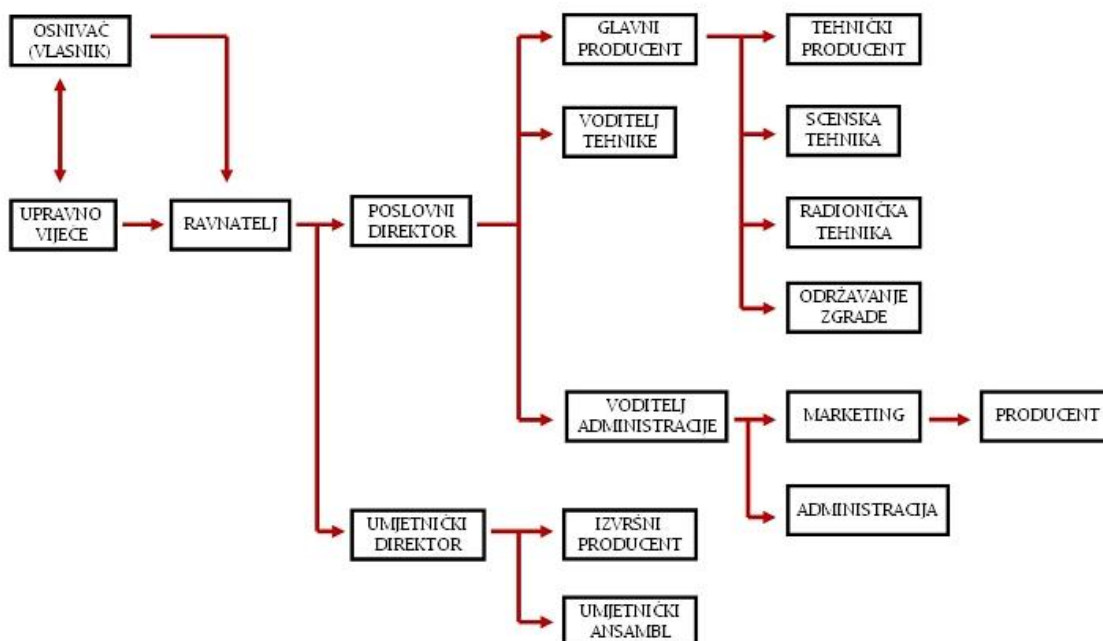 OSNIVAČ
(VLASNIK)
GLAVNI
PRODUCENT
TEHNIČKI
PRODUCENT
VODITELJ
TEHNIKE
SCENSKA
TEHNIKA
UPRAVNO
VIJEČE
RAVNATELJ
POSLOVNI
DIREKTOR
RADIONIČKA
TEHNIKA
ODRŽAVANJE
ZGRADE
VODITELJ
ADMINISTRACIJE
MARKETING
PRODUCENT
ADMINISTRACIJA
UMJETNIČKI
DIREKTOR
IZVRŠNI
PRODUCENT
UMJETNIČKI
ANSAMBL